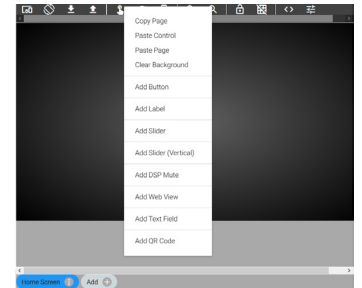 Copy Page
Paste Control
Paste Page
Clear Background
Add Button
Add Label
Add Slider
Add Slider (Vertical)
Add DSP Mute
Add Web View
Add Text Field
Add QR Code
Home Screen
Add